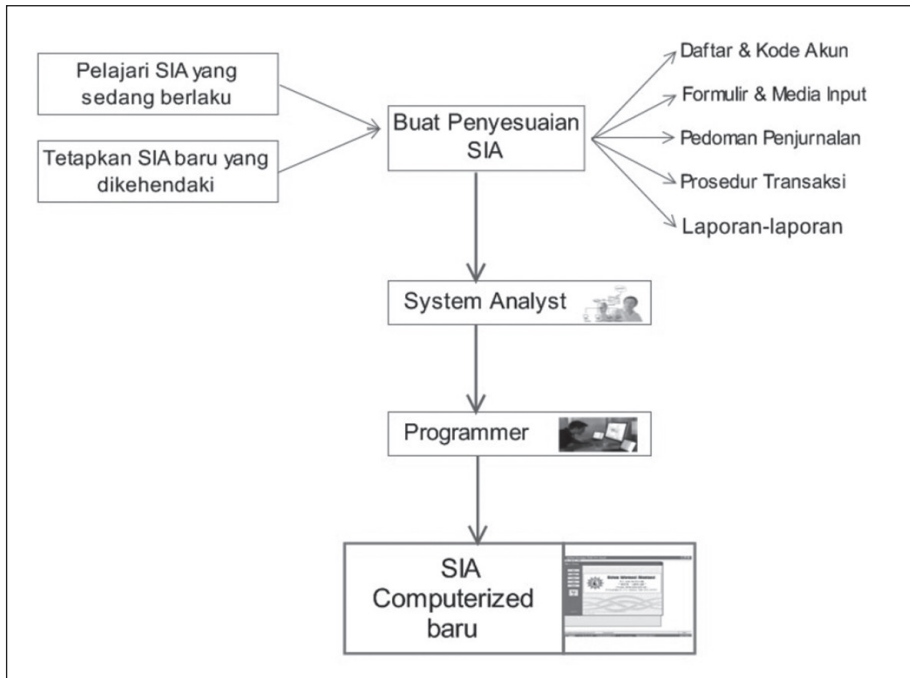 Pelajari SIA yang
sedang berlaku
Tetapkan SIA baru yang
dikehendaki
Buat Penyesuaian
SIA
Daftar & Kode Akun
Formulir & Media Input
Pedoman Penjurnalan
Prosedur Transaksi
Laporan-laporan
System Analyst
Programmer
SIA
Computerized
baru